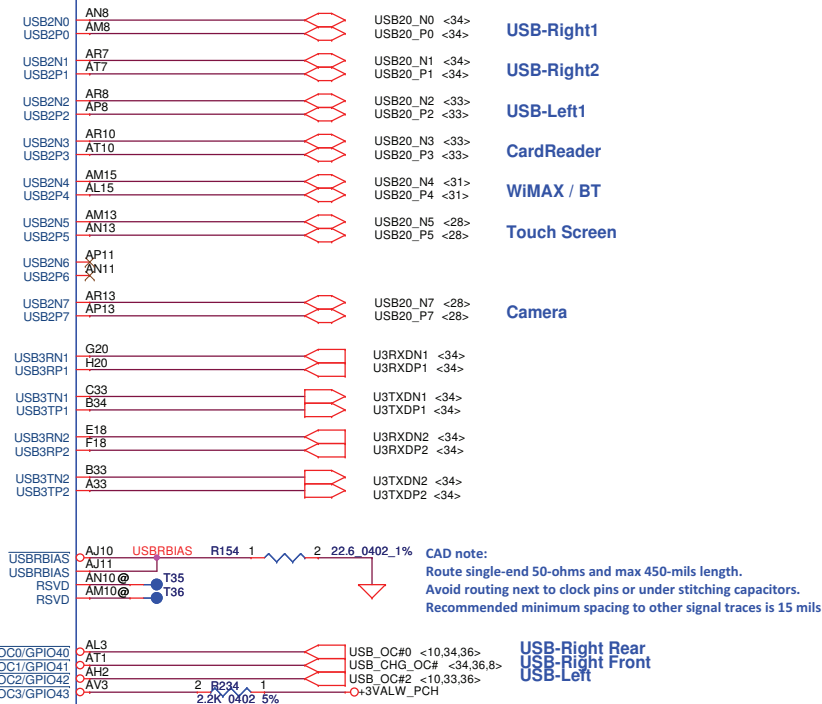 USB2N0 AN8 USB20_N0 <34>
USB2P0 AM8 USB20_P0 <34> USB-Right1
USB2N1 AR7 USB20_N1 <34>
USB2P1 AT7 USB20_P1 <34> USB-Right2
USB2N2 AR8 USB20_N2 <33>
USB2P2 AP8 USB20_P2 <33> USB-Left1
USB2N3 AR10 USB20_N3 <33>
USB2P3 AT10 USB20_P3 <33> CardReader
USB2N4 AM15 USB20_N4 <31>
USB2P4 AL15 USB20_P4 <31> WiMAX / BT
USB2N5 AM13 USB20_N5 <28>
USB2P5 AN13 USB20_P5 <28> Touch Screen
USB2N6 AP11
USB2P6 AN11
USB2N7 AR13 USB20_N7 <28>
USB2P7 AP13 USB20_P7 <28> Camera
USB3RN1 G20 U3RXDN1 <34>
USB3RP1 H20 U3RXDP1 <34>
USB3TN1 C33 U3TXDN1 <34>
USB3TP1 B34 U3TXDP1 <34>
USB3RN2 E18 U3RXDN2 <34>
USB3RP2 F18 U3RXDP2 <34>
USB3TN2 B33 U3TXDN2 <34>
USB3TP2 A33 U3TXDP2 <34>
USBRBIAS AJ10 USBRBIAS R154 1 2 22.6_0402_1%
USBRBIAS AJ11
RSVD AN10 @ T35
RSVD AM10 @ T36
CAD note:
Route single-end 50-ohms and max 450-mils length.
Avoid routing next to clock pins or under stitching capacitors.
Recommended minimum spacing to other signal traces is 15 mils
OC0/GPIO40 AL3 USB_OC#0 <10,34,36> USB-Right Rear
OC1/GPIO41 AT1 USB_CHG_OC# <34,36,8> USB-Right Front
OC2/GPIO42 AH2 USB_OC#2 <10,33,36> USB-Left
OC3/GPIO43 AV3 2 R234 1 +3VALW_PCH
2.2K_0402_5%